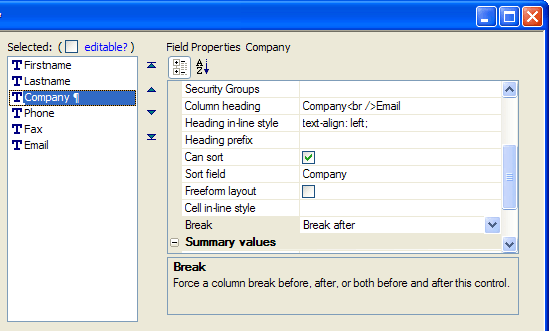 Selected: ( editable? )
Firstname
Lastname
Company ¶
Phone
Fax
Email
Field Properties Company
Security Groups
Column heading Company<br />Email
Heading in-line style text-align: left;
Heading prefix
Can sort
Sort field Company
Freeform layout
Cell in-line style
Break Break after
Summary values
Break
Force a column break before, after, or both before and after this control.